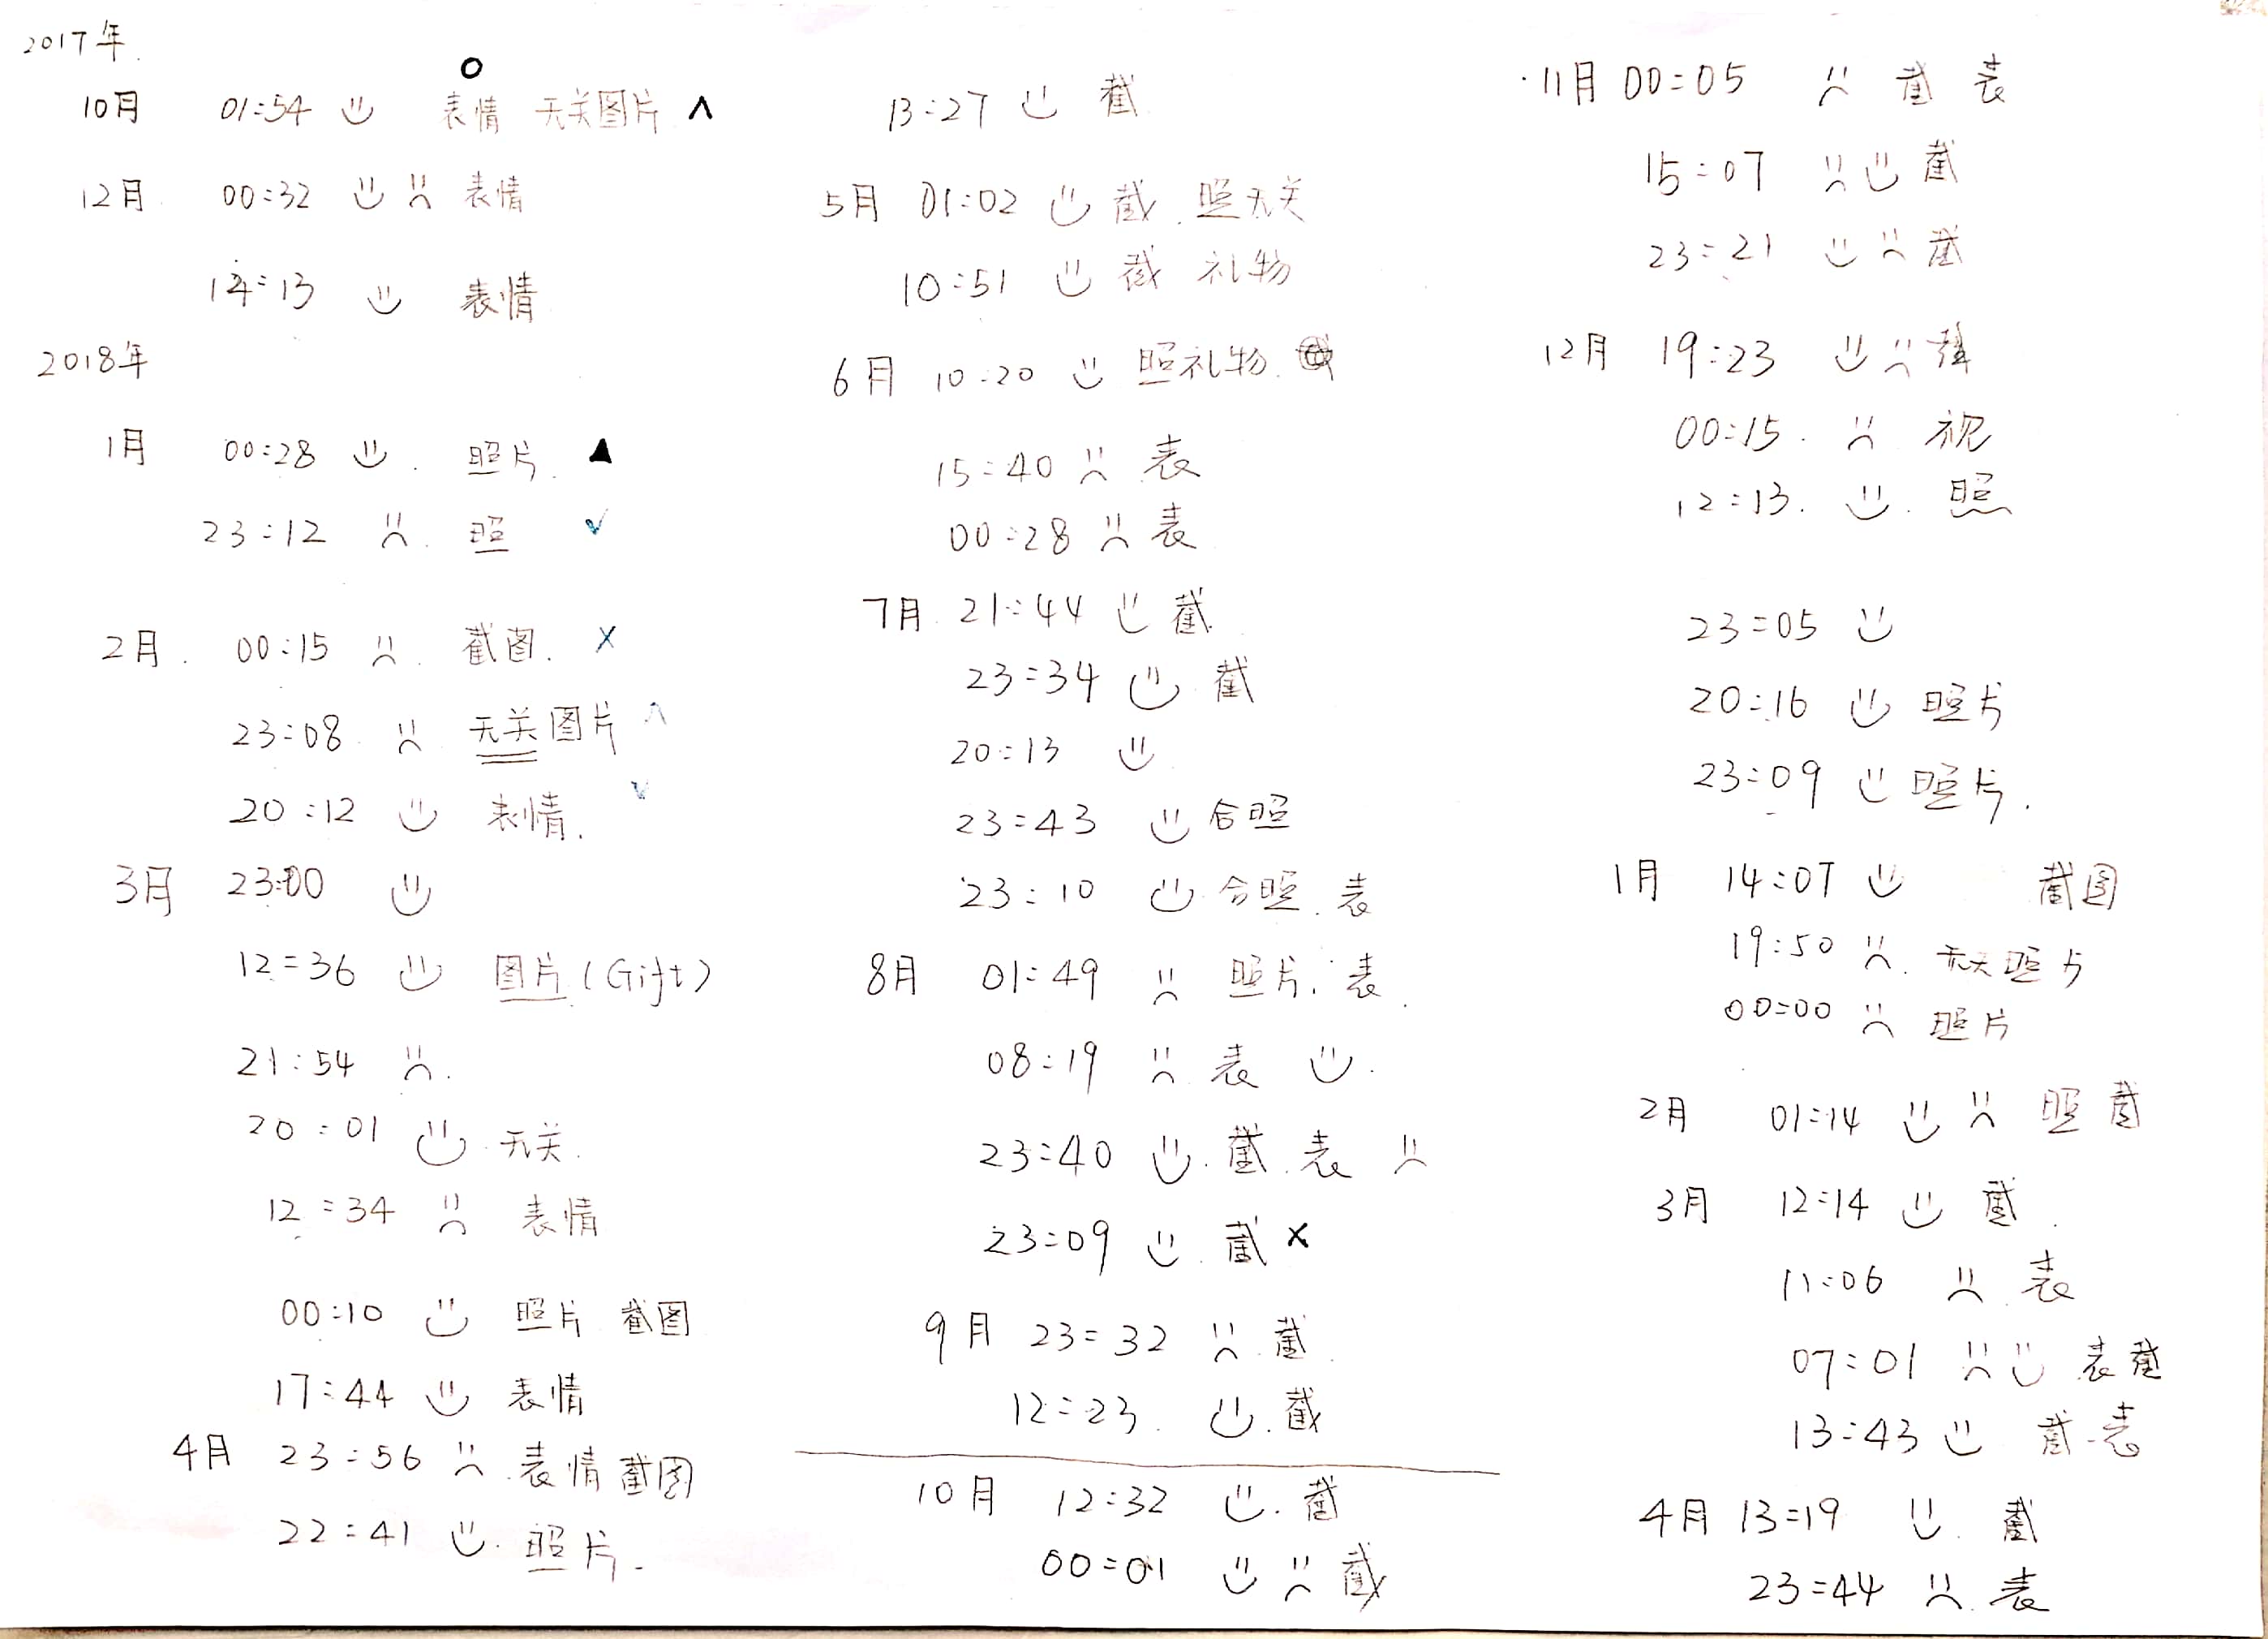 2017年
10月 01:54 表情 无关图片
12月 00:32 表情
14:13 表情
2018年
1月 00:28 照片
23:12 照
2月 00:15 截图
23:08 无关图片
20:12 表情
3月 23:00
12:36 图片(Gift)
21:54
20:01 无关
12:34 表情
00:10 照片 截图
17:44 表情
4月 23:56 表情 截图
22:41 照片
13:27 截
5月 01:02 截 照无关
10:51 截 礼物
6月 10:20 照礼物
15:40 表
00:28 表
7月 21:44 截
23:34 截
20:13
23:43 合照
23:10 合照 表
8月 01:49 照片 表
08:19 表
23:40 截 表
23:09 截
9月 23:32 截
12:23 截
10月 12:32 截
00:01 截
11月 00:05 截 表
15:07 截
23:21 截
12月 19:23
00:15 视
12:13 照
23:05
20:16 照片
23:09 照片
1月 14:07 截图
19:50 无关照片
00:00 照片
2月 01:14 照 截
3月 12:14 截
11:06 表
07:01 表截
13:43 截 表
4月 13:19 截
23:44 表